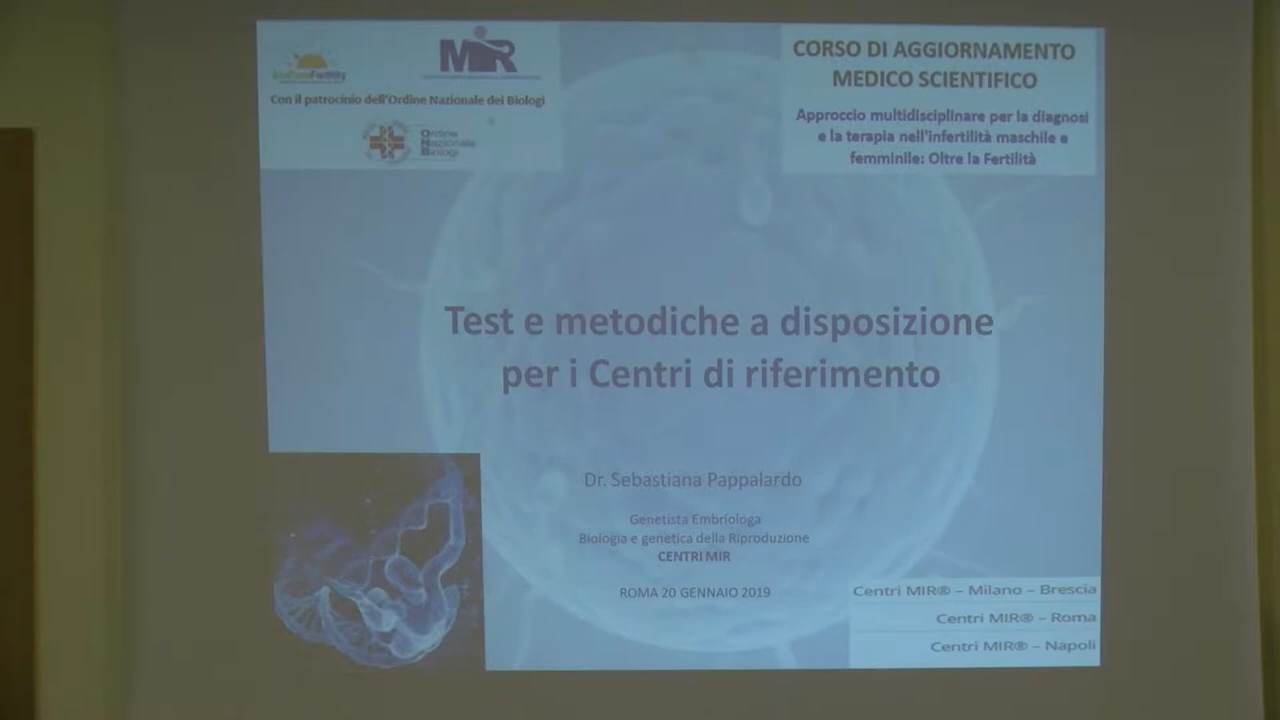 MIR
Con il patrocinio dell'Ordine Nazionale dei Biologi
Ordine
Nazionale
Biologi
CORSO DI AGGIORNAMENTO
MEDICO SCIENTIFICO
Approccio multidisciplinare per la diagnosi
e la terapia nell'infertilità maschile e
femminile: Oltre la Fertilità
Test e metodiche a disposizione
per i Centri di riferimento
Dr. Sebastiana Pappalardo
Genetista Embriologa
Biologia e genetica della Riproduzione
CENTRI MIR
ROMA 20 GENNAIO 2019
Centri MIR® – Milano – Brescia
Centri MIR® – Roma
Centri MIR® – Napoli